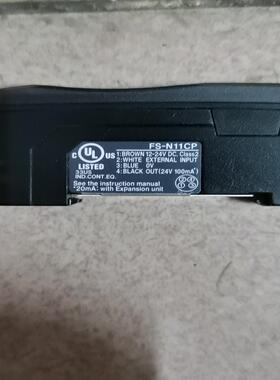 FS-N11CP
C UL US
LISTED
33US
IND.CONT.EQ.
1:BROWN 12-24V DC, Class2
2:WHITE EXTERNAL INPUT
3:BLUE 0V
4:BLACK OUT(24V 100mA*)
See the instruction manual
*20mA: with Expansion unit